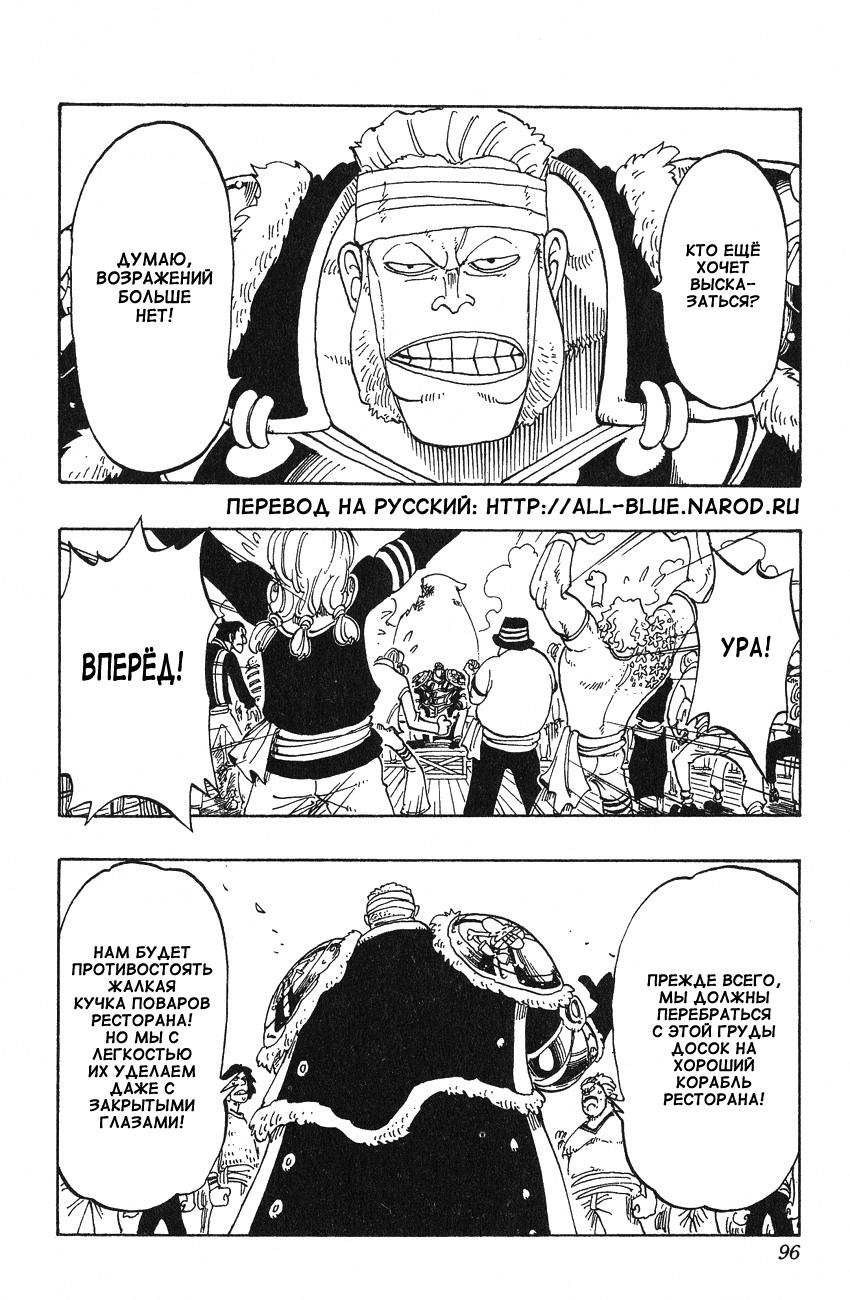 КТО ЕЩЁ
ХОЧЕТ
ВЫСКА-
ЗАТЬСЯ?
ДУМАЮ,
ВОЗРАЖЕНИЙ
БОЛЬШЕ
НЕТ!
ПЕРЕВОД НА РУССКИЙ: HTTP://ALL-BLUE.NAROD.RU
УРА!
ВПЕРЁД!
ПРЕЖДЕ ВСЕГО,
МЫ ДОЛЖНЫ
ПЕРЕБРАТЬСЯ
С ЭТОЙ ГРУДЫ
ДОСОК НА
ХОРОШИЙ
КОРАБЛЬ
РЕСТОРАНА!
НАМ БУДЕТ
ПРОТИВОСТОЯТЬ
ЖАЛКАЯ
КУЧКА ПОВАРОВ
РЕСТОРАНА!
НО МЫ С
ЛЕГКОСТЬЮ
ИХ УДЕЛАЕМ
ДАЖЕ С
ЗАКРЫТЫМИ
ГЛАЗАМИ!
96